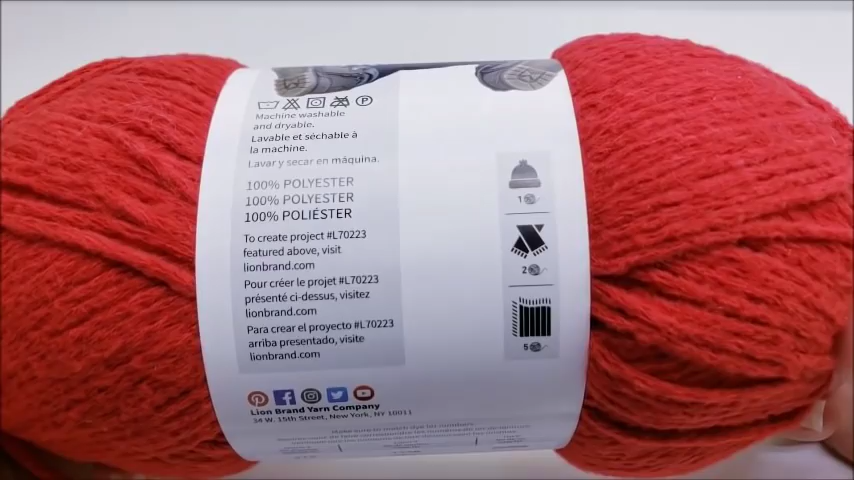 Machine washable
and dryable.
Lavable et séchable à
la machine.
Lavar y secar en máquina.
100% POLYESTER
100% POLYESTER
100% POLIÉSTER
To create project #L70223
featured above, visit
lionbrand.com
Pour créer le projet #L70223
présenté ci-dessus, visitez
lionbrand.com
Para crear el proyecto #L70223
arriba presentado, visite
lionbrand.com
Lion Brand Yarn Company
34 W. 15th Street, New York, NY 10011
1
2
5